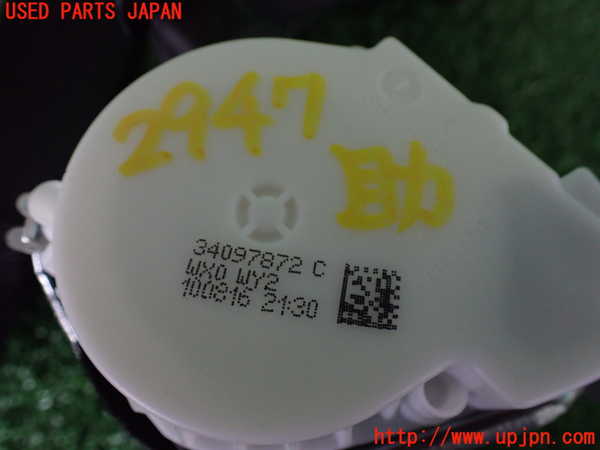 USED PARTS JAPAN
2947
助
34097872 C
WX0 WY2
100816 21:30
http://www.upjpn.com/